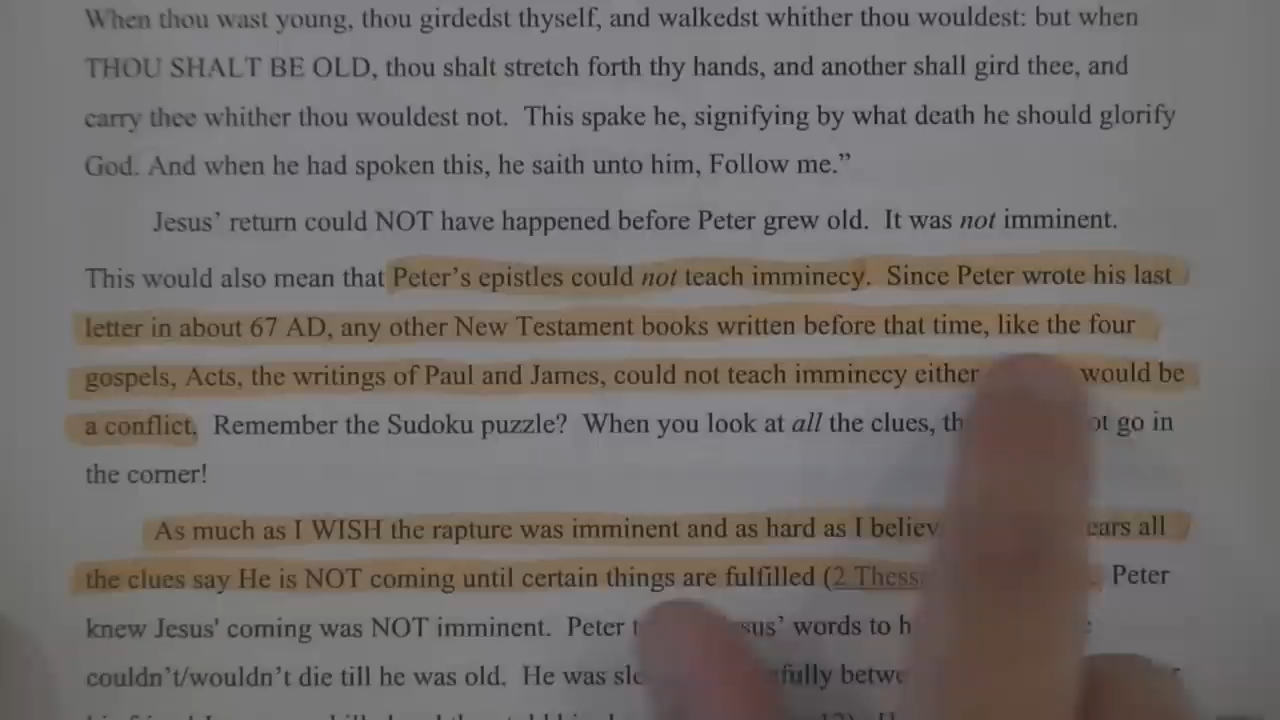 When thou wast young, thou girdedst thyself, and walkedst whither thou wouldest: but when
THOU SHALT BE OLD, thou shalt stretch forth thy hands, and another shall gird thee, and
carry thee whither thou wouldest not.  This spake he, signifying by what death he should glorify
God. And when he had spoken this, he saith unto him, Follow me.”
Jesus’ return could NOT have happened before Peter grew old.  It was not imminent.
This would also mean that Peter’s epistles could not teach imminecy.  Since Peter wrote his last
letter in about 67 AD, any other New Testament books written before that time, like the four
gospels, Acts, the writings of Paul and James, could not teach imminecy either would be
a conflict.  Remember the Sudoku puzzle?  When you look at all the clues, go in
the corner!
As much as I WISH the rapture was imminent and as hard as I all
the clues say He is NOT coming until certain things are fulfilled (2 Thess Peter
knew Jesus' coming was NOT imminent.  Peter words to
couldn’t/wouldn’t die till he was old.  He was